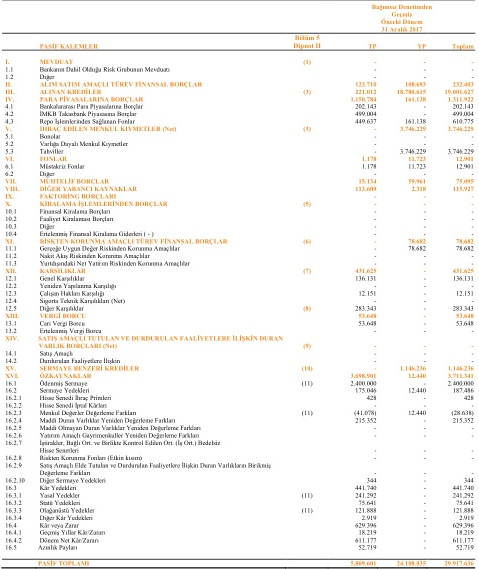 Bağımsız Denetimden
Geçmiş
Önceki Dönem
31 Aralık 2017
Bölüm 5
PASİF KALEMLER Dipnot II TP YP Toplam
I. MEVDUAT (1) - - -
1.1 Bankanın Dahil Olduğu Risk Grubunun Mevduatı - - -
1.2 Diğer - - -
II. ALIM SATIM AMAÇLI TÜREV FİNANSAL BORÇLAR 123.710 108.693 232.403
III. ALINAN KREDİLER (3) 221.012 18.780.615 19.001.627
IV. PARA PİYASALARINA BORÇLAR 1.150.784 161.138 1.311.922
4.1 Bankalararası Para Piyasalarına Borçlar 202.143 - 202.143
4.2 İMKB Takasbank Piyasasına Borçlar 499.004 - 499.004
4.3 Repo İşlemlerinden Sağlanan Fonlar 449.637 161.138 610.775
V. İHRAÇ EDİLEN MENKUL KIYMETLER (Net) (3) - 3.746.229 3.746.229
5.1 Bonolar - - -
5.2 Varlığa Dayalı Menkul Kıymetler - - -
5.3 Tahviller - 3.746.229 3.746.229
VI. FONLAR 1.178 11.723 12.901
6.1 Müstakriz Fonlar 1.178 11.723 12.901
6.2 Diğer - - -
VII. MUHTELİF BORÇLAR 15.134 59.961 75.095
VIII. DİĞER YABANCI KAYNAKLAR 113.609 2.318 115.927
IX. FAKTORİNG BORÇLARI - - -
X. KİRALAMA İŞLEMLERİNDEN BORÇLAR (5) - - -
10.1 Finansal Kiralama Borçları - - -
10.2 Faaliyet Kiralaması Borçları - - -
10.3 Diğer - - -
10.4 Ertelenmiş Finansal Kiralama Giderleri ( - ) - - -
XI. RİSKTEN KORUNMA AMAÇLI TÜREV FİNANSAL BORÇLAR (6) - 78.682 78.682
11.1 Gerçeğe Uygun Değer Riskinden Korunma Amaçlılar - 78.682 78.682
11.2 Nakit Akış Riskinden Korunma Amaçlılar - - -
11.3 Yurtdışındaki Net Yatırım Riskinden Korunma Amaçlılar - - -
XII. KARŞILIKLAR (7) 431.625 - 431.625
12.1 Genel Karşılıklar 136.131 - 136.131
12.2 Yeniden Yapılanma Karşılığı - - -
12.3 Çalışan Hakları Karşılığı 12.151 - 12.151
12.4 Sigorta Teknik Karşılıkları (Net) - - -
12.5 Diğer Karşılıklar (8) 283.343 - 283.343
XIII. VERGİ BORCU 53.648 - 53.648
13.1 Cari Vergi Borcu 53.648 - 53.648
13.2 Ertelenmiş Vergi Borcu - - -
XIV. SATIŞ AMAÇLI TUTULAN VE DURDURULAN FAALİYETLERE İLİŞKİN DURAN
VARLIK BORÇLARI (Net) (9) - - -
14.1 Satış Amaçlı - - -
14.2 Durdurulan Faaliyetlere İlişkin - - -
XV. SERMAYE BENZERİ KREDİLER (10) - 1.146.236 1.146.236
XVI. ÖZKAYNAKLAR 3.698.901 12.440 3.711.341
16.1 Ödenmiş Sermaye (11) 2.400.000 - 2.400.000
16.2 Sermaye Yedekleri 175.046 12.440 187.486
16.2.1 Hisse Senedi İhraç Primleri 428 - 428
16.2.2 Hisse Senedi İptal Kârları - - -
16.2.3 Menkul Değerler Değerleme Farkları (11) (41.078) 12.440 (28.638)
16.2.4 Maddi Duran Varlıklar Yeniden Değerleme Farkları 215.352 - 215.352
16.2.5 Maddi Olmayan Duran Varlıklar Yeniden Değerleme Farkları - - -
16.2.6 Yatırım Amaçlı Gayrimenkuller Yeniden Değerleme Farkları - - -
16.2.7 İştirakler, Bağlı Ort. ve Birlikte Kontrol Edilen Ort. (İş Ort.) Bedelsiz
Hisse Senetleri - - -
16.2.8 Riskten Korunma Fonları (Etkin kısım) - - -
16.2.9 Satış Amaçlı Elde Tutulan ve Durdurulan Faaliyetlere İlişkin Duran Varlıkların Birikmiş
Değerleme Farkları - - -
16.2.10 Diğer Sermaye Yedekleri 344 - 344
16.3 Kâr Yedekleri 441.740 - 441.740
16.3.1 Yasal Yedekler (11) 241.292 - 241.292
16.3.2 Statü Yedekleri 75.641 - 75.641
16.3.3 Olağanüstü Yedekler (11) 121.888 - 121.888
16.3.4 Diğer Kâr Yedekleri 2.919 - 2.919
16.4 Kâr veya Zarar 629.396 - 629.396
16.4.1 Geçmiş Yıllar Kâr/Zararı 18.219 - 18.219
16.4.2 Dönem Net Kâr/Zararı 611.177 - 611.177
16.5 Azınlık Payları 52.719 - 52.719
PASİF TOPLAMI 5.809.601 24.108.035 29.917.636